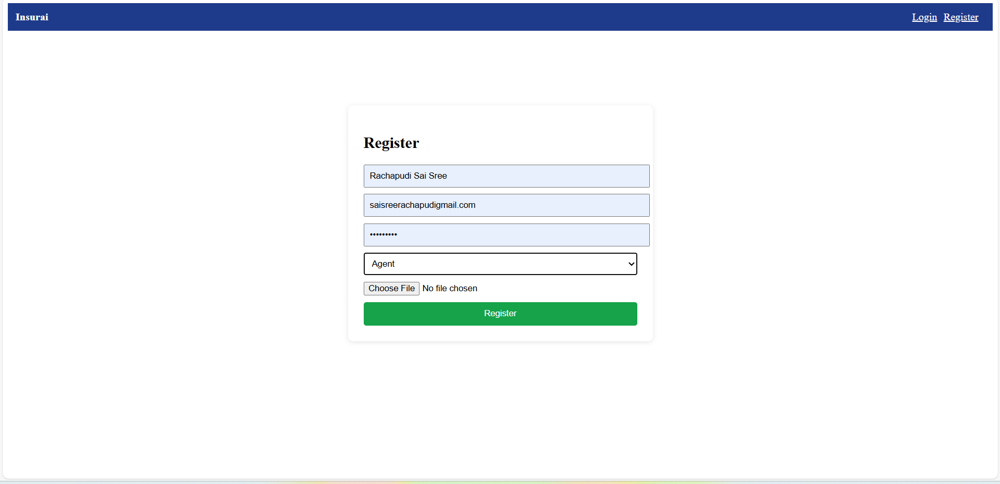 Insurai
Login Register
Register
Rachapudi Sai Sree
saisreerachapudigmail.com
•••••••••
Agent
Choose File No file chosen
Register